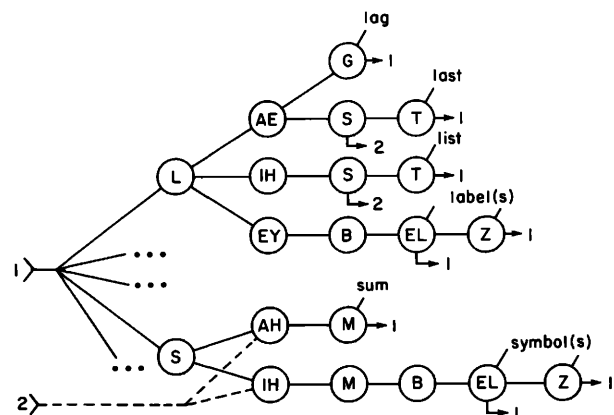 lag
G 1
last
AE S T 1
2
list
L IH S T 1
2
label(s)
EY B EL Z 1
1
1
• • •
• • •
sum
AH M 1
S
symbol(s)
• • •
IH M B EL Z 1
2
1